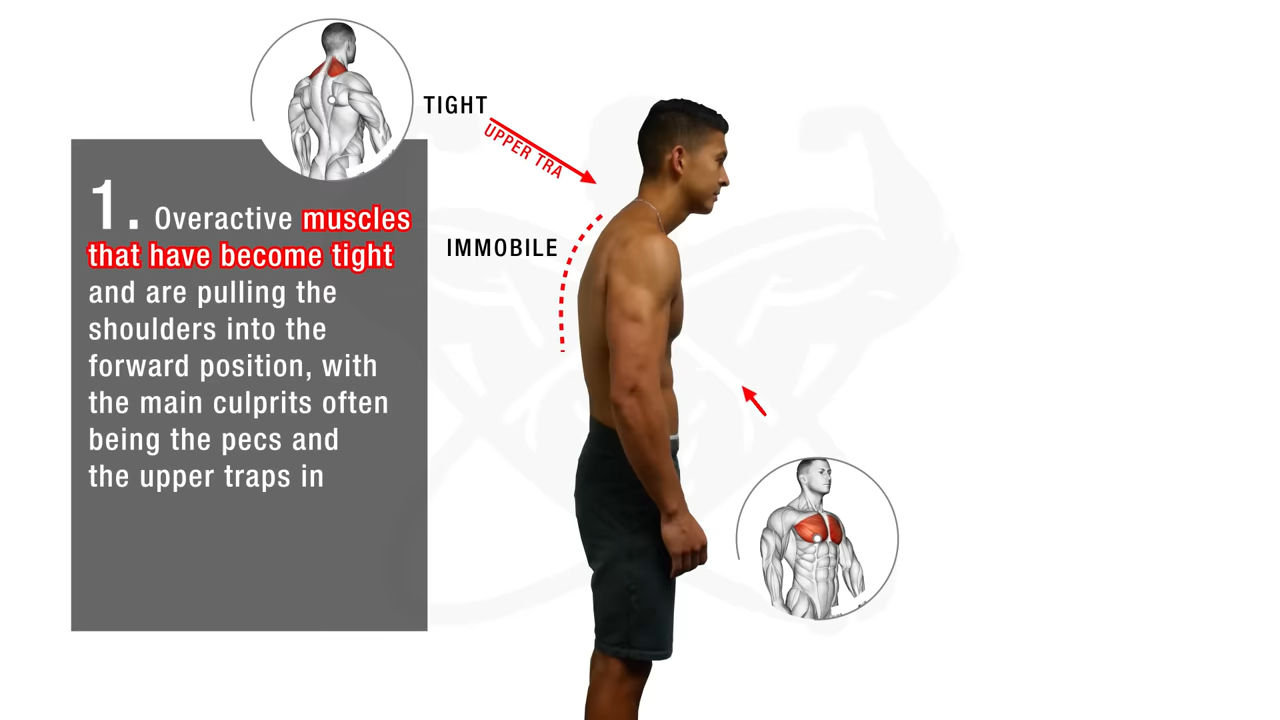 TIGHT
UPPER TRA
IMMOBILE
1. Overactive muscles
that have become tight
and are pulling the
shoulders into the
forward position, with
the main culprits often
being the pecs and
the upper traps in